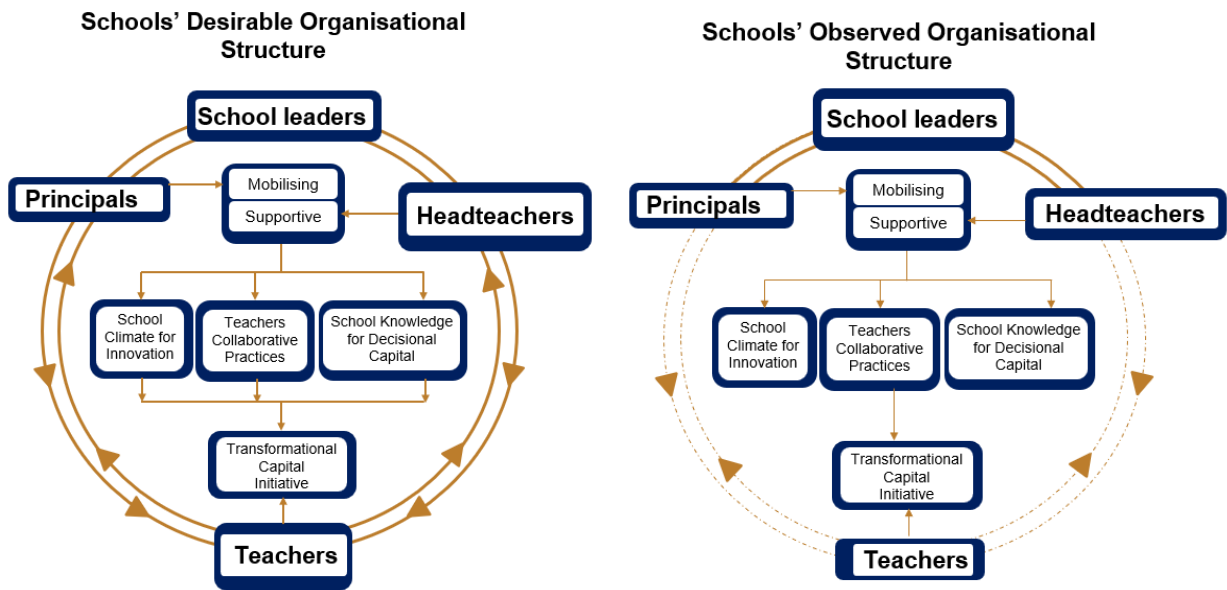 Schools’ Desirable Organisational
Structure
School leaders
Principals
Mobilising
Supportive
Headteachers
School
Climate for
Innovation
Teachers
Collaborative
Practices
School Knowledge
for Decisional
Capital
Transformational
Capital
Initiative
Teachers
Schools’ Observed Organisational
Structure
School leaders
Principals
Mobilising
Supportive
Headteachers
School
Climate for
Innovation
Teachers
Collaborative
Practices
School Knowledge
for Decisional
Capital
Transformational
Capital
Initiative
Teachers